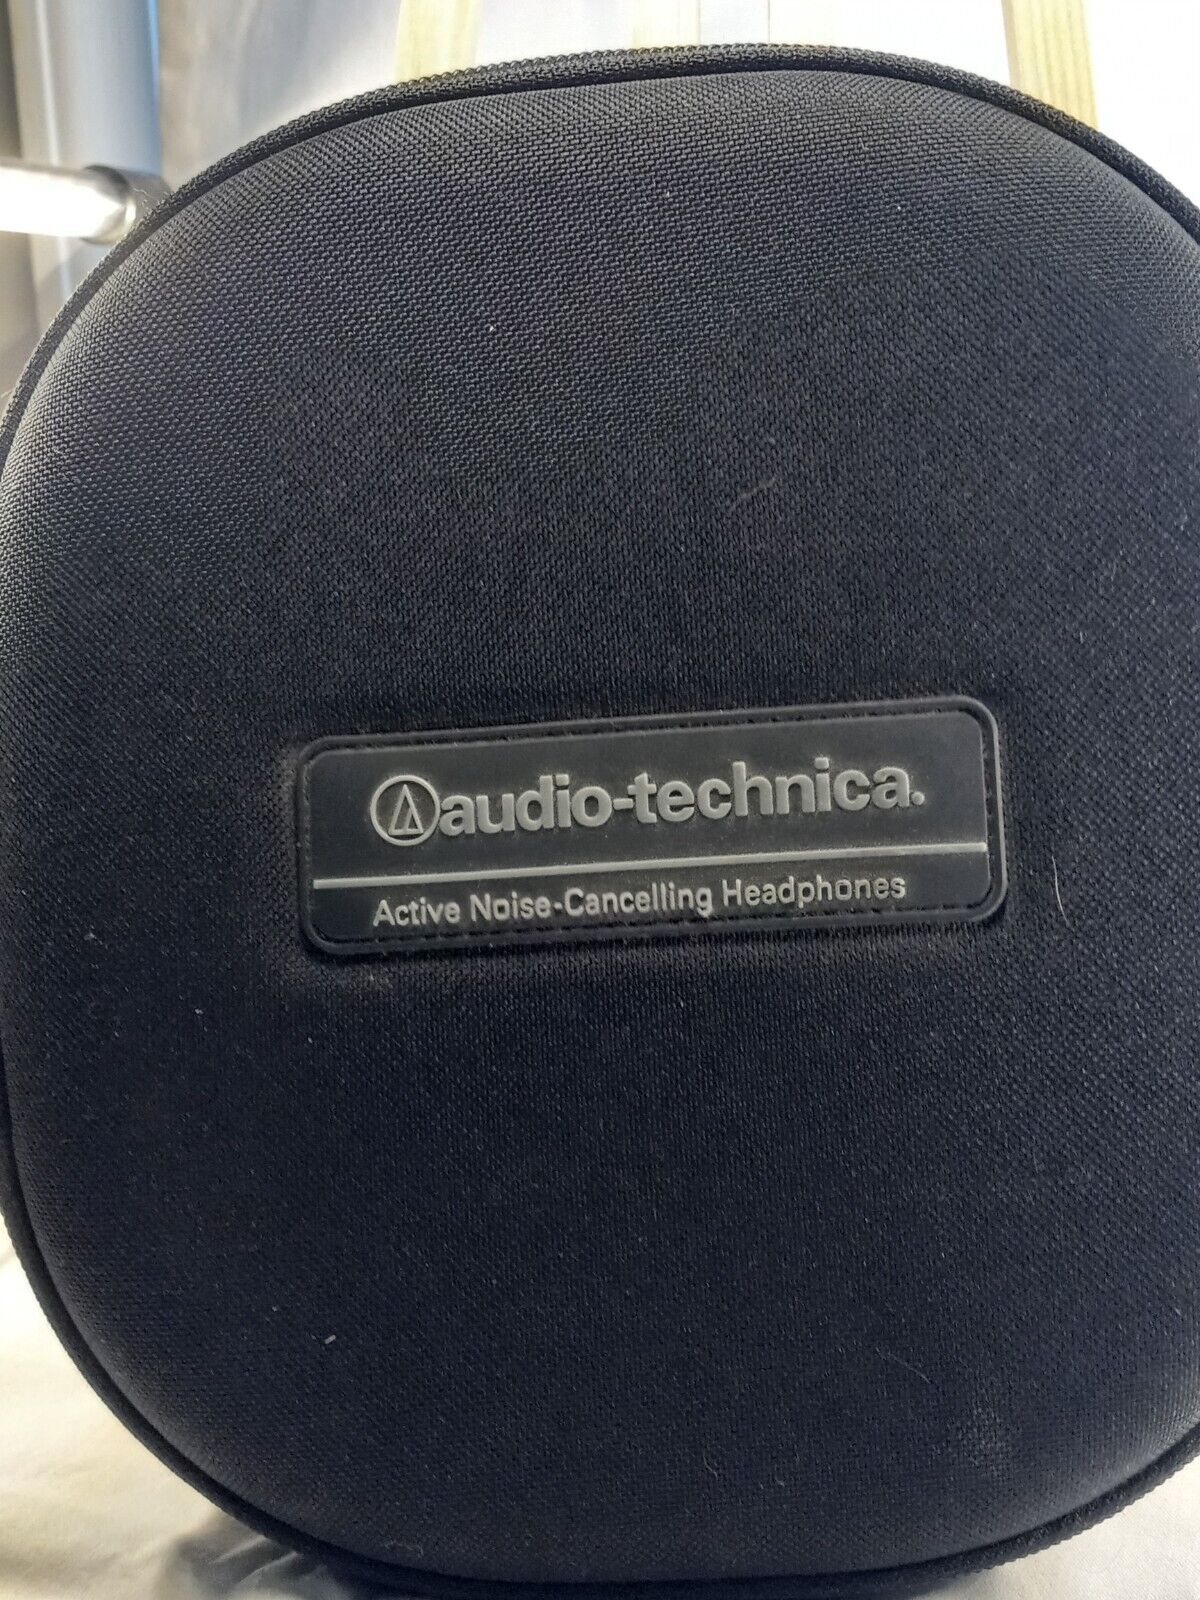 audio-technica.
Active Noise-Cancelling Headphones